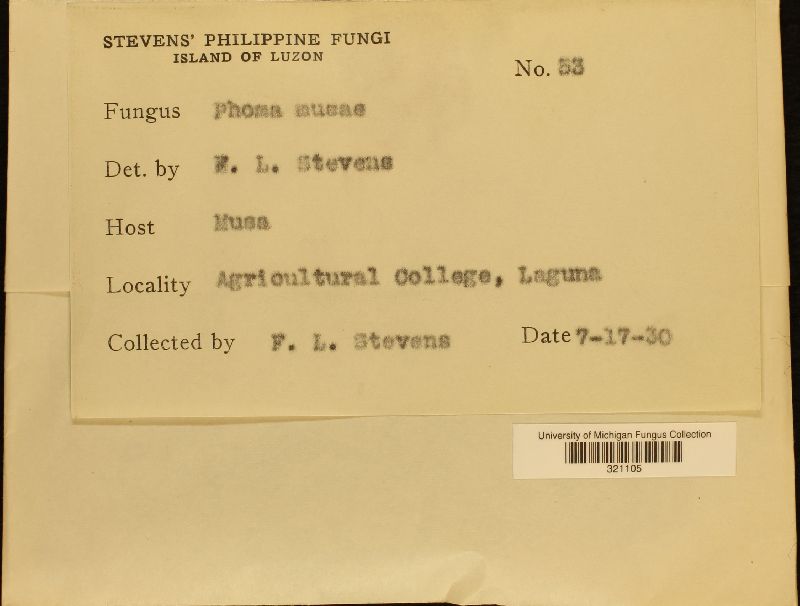 STEVENS' PHILIPPINE FUNGI
ISLAND OF LUZON
No. 53
Fungus Phoma musae
Det. by F. L. Stevens
Host Musa
Locality Agricultural College, Laguna
Collected by F. L. Stevens Date 7-17-30
University of Michigan Fungus Collection
321105